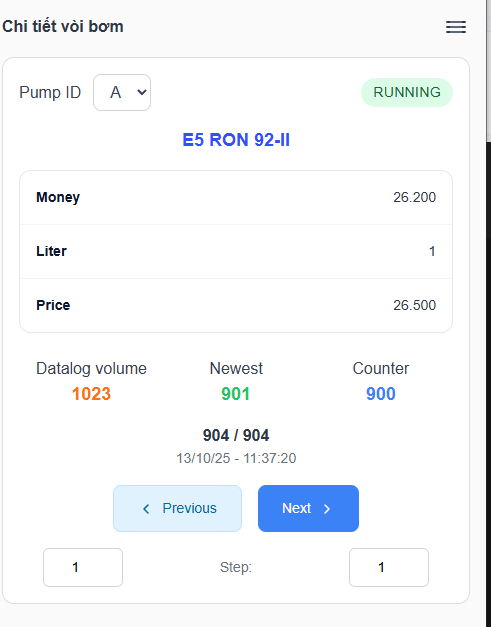 Chi tiết vòi bơm
Pump ID A RUNNING
E5 RON 92-II
Money 26.200
Liter 1
Price 26.500
Datalog volume Newest Counter
1023 901 900
904 / 904
13/10/25 - 11:37:20
Previous Next
1 Step: 1